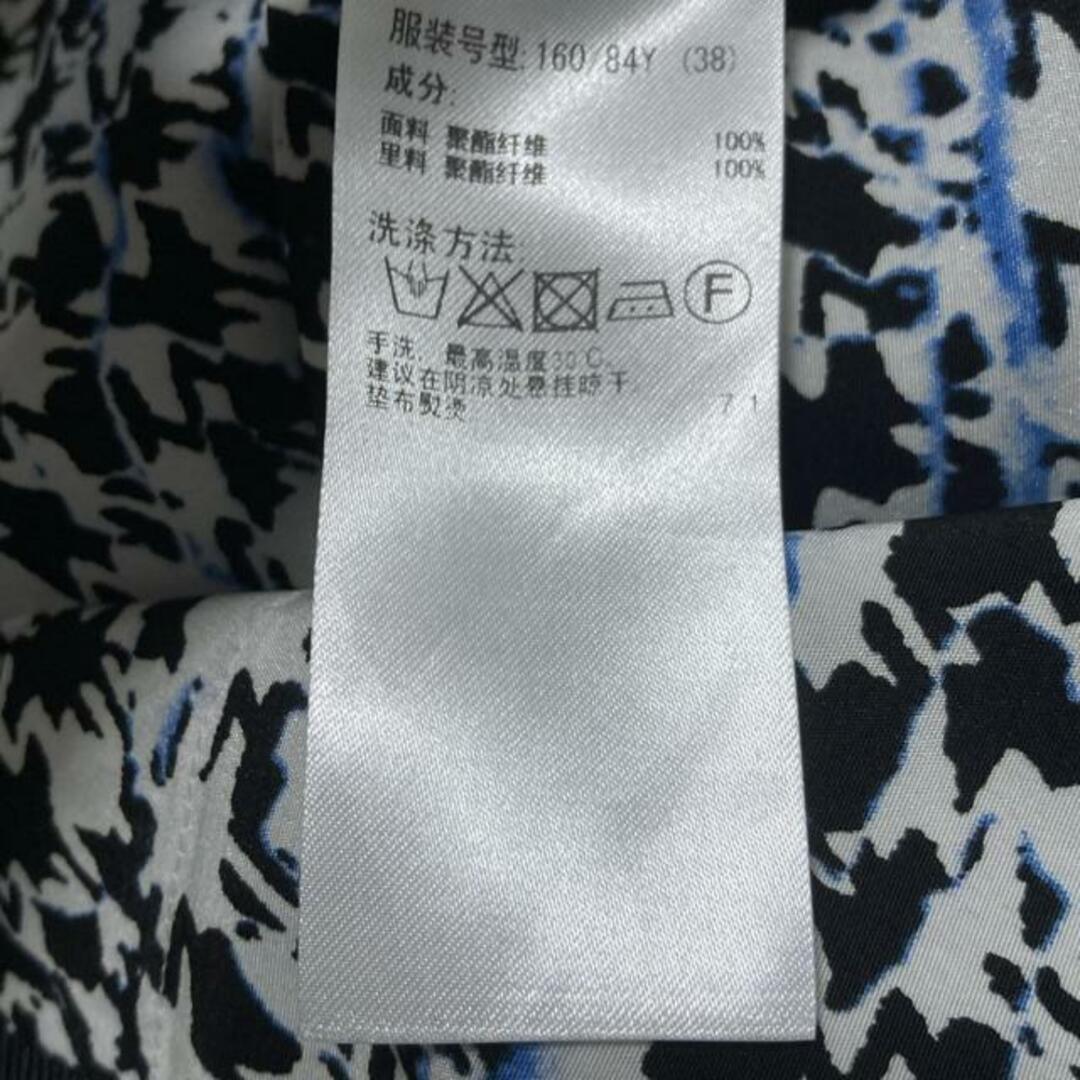 服装号型: 160/84Y (38)
成分:
面料 聚酯纤维 100%
里料 聚酯纤维 100%
洗涤方法:
F
手洗, 最高温度30℃,
建议在阴凉处悬挂晾干
垫布熨烫 7 1